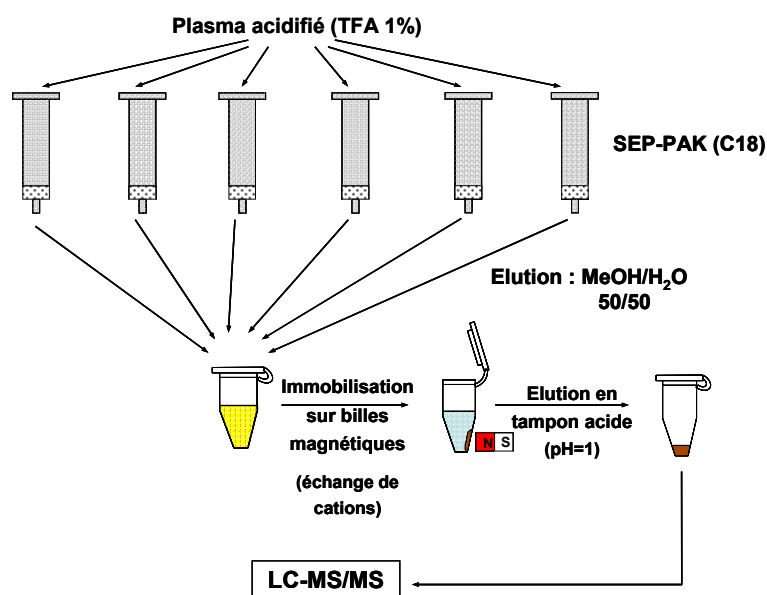 Plasma acidifié (TFA 1%)
SEP-PAK (C18)
Elution : MeOH/H₂O
50/50
Immobilisation
sur billes
magnétiques
(échange de
cations)
N S
Elution en
tampon acide
(pH=1)
LC-MS/MS